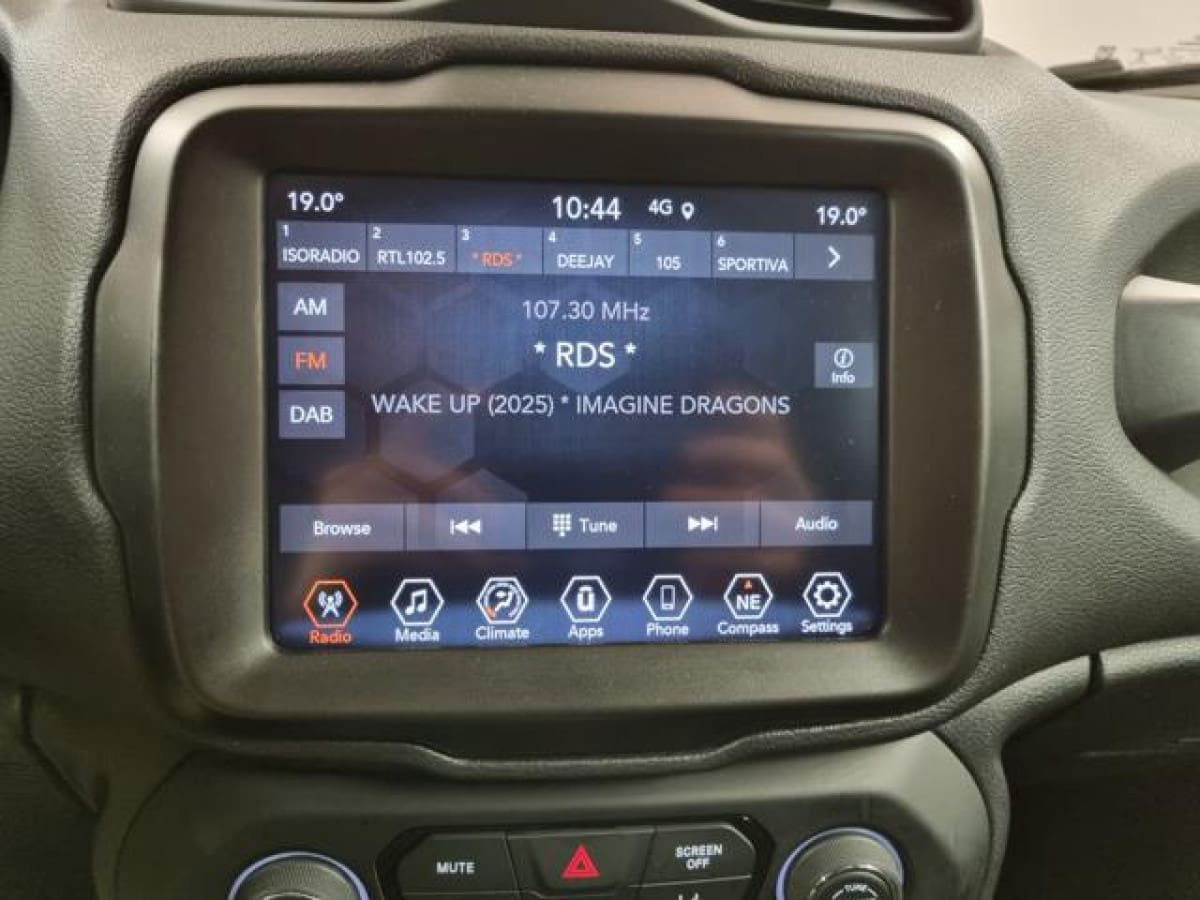 19.0° 10:44 4G 19.0°
1 ISORADIO 2 RTL102.5 3 * RDS * 4 DEEJAY 5 105 6 SPORTIVA
AM
107.30 MHz
* RDS *
FM
Info
DAB
WAKE UP (2025) * IMAGINE DRAGONS
Browse Tune Audio
NE
Radio Media Climate Apps Phone Compass Settings
MUTE
SCREEN
OFF
TUNE